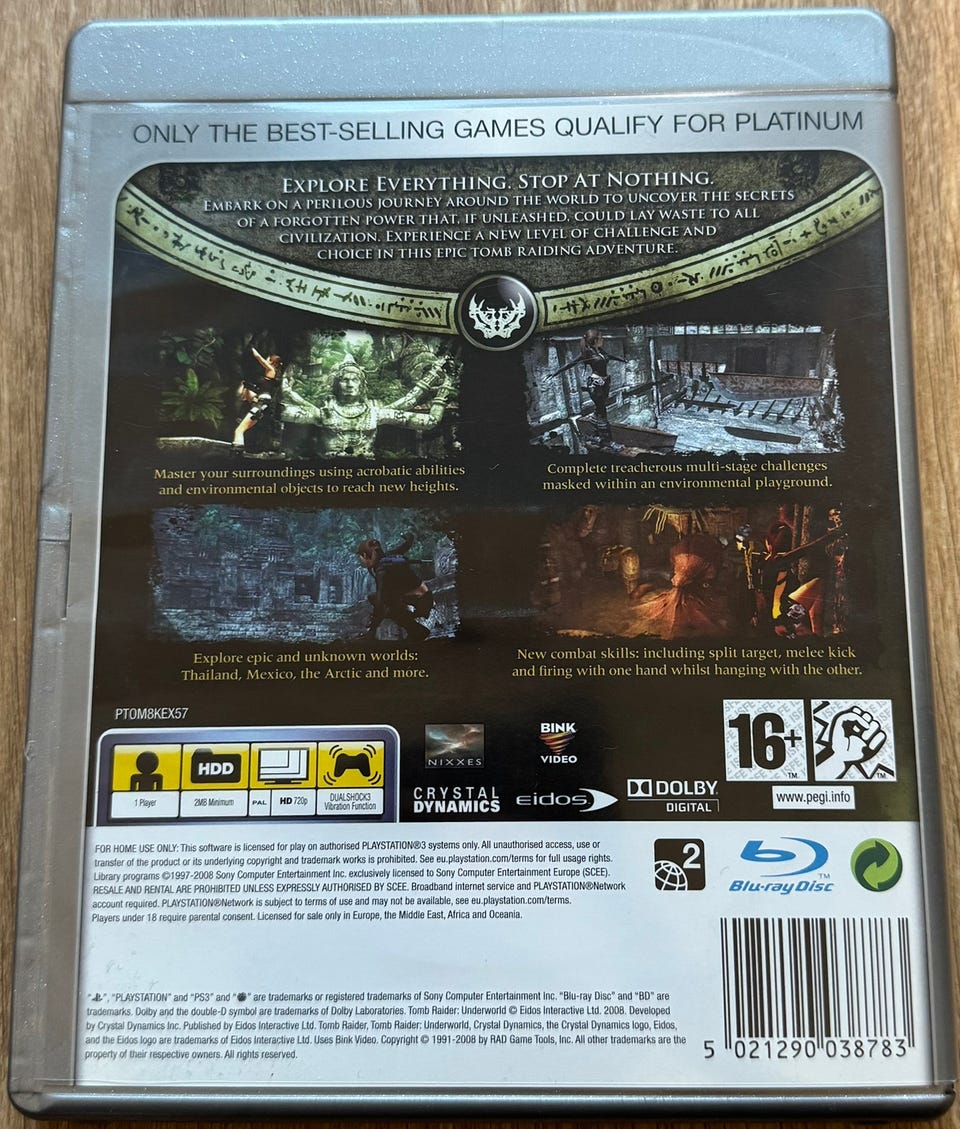 ONLY THE BEST-SELLING GAMES QUALIFY FOR PLATINUM
EXPLORE EVERYTHING. STOP AT NOTHING.
EMBARK ON A PERILOUS JOURNEY AROUND THE WORLD TO UNCOVER THE SECRETS
OF A FORGOTTEN POWER THAT, IF UNLEASHED, COULD LAY WASTE TO ALL
CIVILIZATION. EXPERIENCE A NEW LEVEL OF CHALLENGE AND
CHOICE IN THIS EPIC TOMB RAIDING ADVENTURE.
Master your surroundings using acrobatic abilities
and environmental objects to reach new heights.
Complete treacherous multi-stage challenges
masked within an environmental playground.
Explore epic and unknown worlds:
Thailand, Mexico, the Arctic and more.
New combat skills: including split target, melee kick
and firing with one hand whilst hanging with the other.
PTOM8KEX57
HDD
1 Player
2MB Minimum
PAL
HD 720p
DUALSHOCK3
Vibration Function
NIXXES
BINK
VIDEO
CRYSTAL
DYNAMICS
eidos
DOLBY
DIGITAL
16+
TM
TM
www.pegi.info
FOR HOME USE ONLY: This software is licensed for play on authorised PLAYSTATION®3 systems only. All unauthorised access, use or
transfer of the product or its underlying copyright and trademark works is prohibited. See eu.playstation.com/terms for full usage rights.
Library programs ©1997-2008 Sony Computer Entertainment Inc. exclusively licensed to Sony Computer Entertainment Europe (SCEE).
RESALE AND RENTAL ARE PROHIBITED UNLESS EXPRESSLY AUTHORISED BY SCEE. Broadband internet service and PLAYSTATION®Network
account required. PLAYSTATION®Network is subject to terms of use and may not be available, see eu.playstation.com/terms.
Players under 18 require parental consent. Licensed for sale only in Europe, the Middle East, Africa and Oceania.
2
Blu-ray Disc
TM
"", "PLAYSTATION" and "PS3" and "" are trademarks or registered trademarks of Sony Computer Entertainment Inc. "Blu-ray Disc" and "BD" are
trademarks. Dolby and the double-D symbol are trademarks of Dolby Laboratories. Tomb Raider: Underworld © Eidos Interactive Ltd. 2008. Developed
by Crystal Dynamics Inc. Published by Eidos Interactive Ltd. Tomb Raider, Tomb Raider: Underworld, Crystal Dynamics, the Crystal Dynamics logo, Eidos,
and the Eidos logo are trademarks of Eidos Interactive Ltd. Uses Bink Video. Copyright © 1991-2008 by RAD Game Tools, Inc. All other trademarks are the
property of their respective owners. All rights reserved.
5 021290 038783